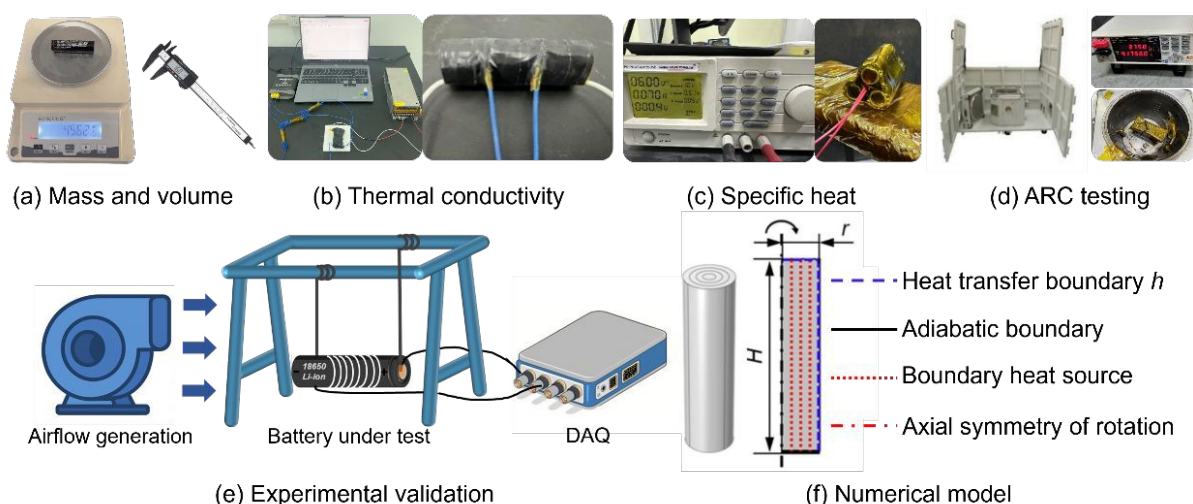 (a) Mass and volume
(b) Thermal conductivity
(c) Specific heat
(d) ARC testing
18650
Li-ion
- +
Airflow generation
Battery under test
DAQ
(e) Experimental validation
r
H
Heat transfer boundary h
Adiabatic boundary
Boundary heat source
Axial symmetry of rotation
(f) Numerical model